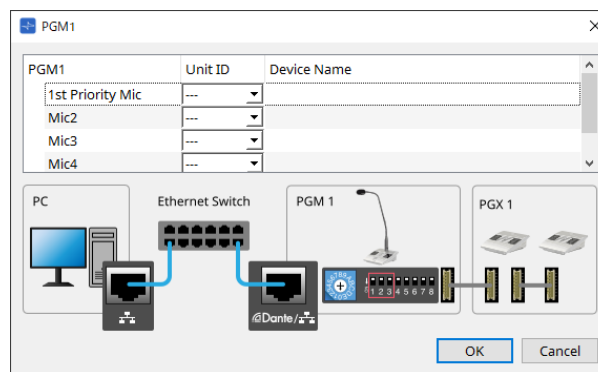 PGM1
PGM1 Unit ID Device Name
1st Priority Mic ---
Mic2 ---
Mic3 ---
Mic4 ---
PC
Ethernet Switch
PGM 1
PGX 1
1 2 3 4 5 6 7 8
Dante/
OK Cancel